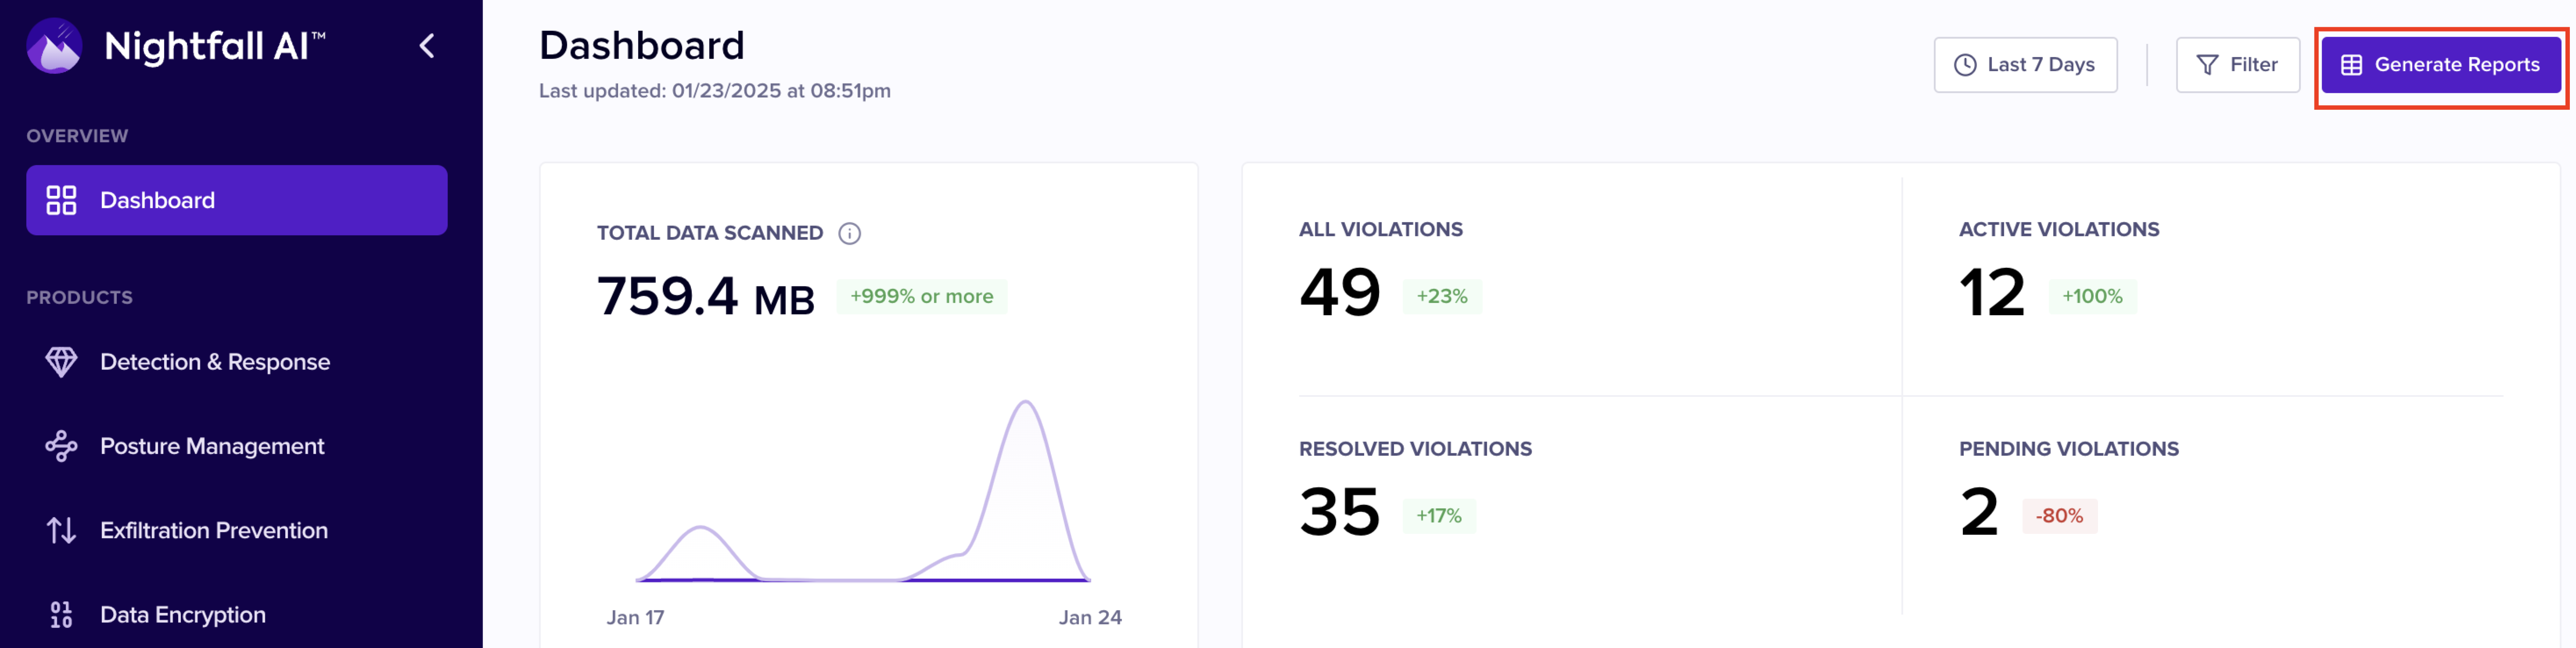 Nightfall AI™
OVERVIEW
Dashboard
PRODUCTS
Detection & Response
Posture Management
Exfiltration Prevention
Data Encryption
Dashboard
Last updated: 01/23/2025 at 08:51pm
Last 7 Days
Filter
Generate Reports
TOTAL DATA SCANNED
759.4 MB +999% or more
Jan 17 Jan 24
ALL VIOLATIONS
49 +23%
ACTIVE VIOLATIONS
12 +100%
RESOLVED VIOLATIONS
35 +17%
PENDING VIOLATIONS
2 -80%